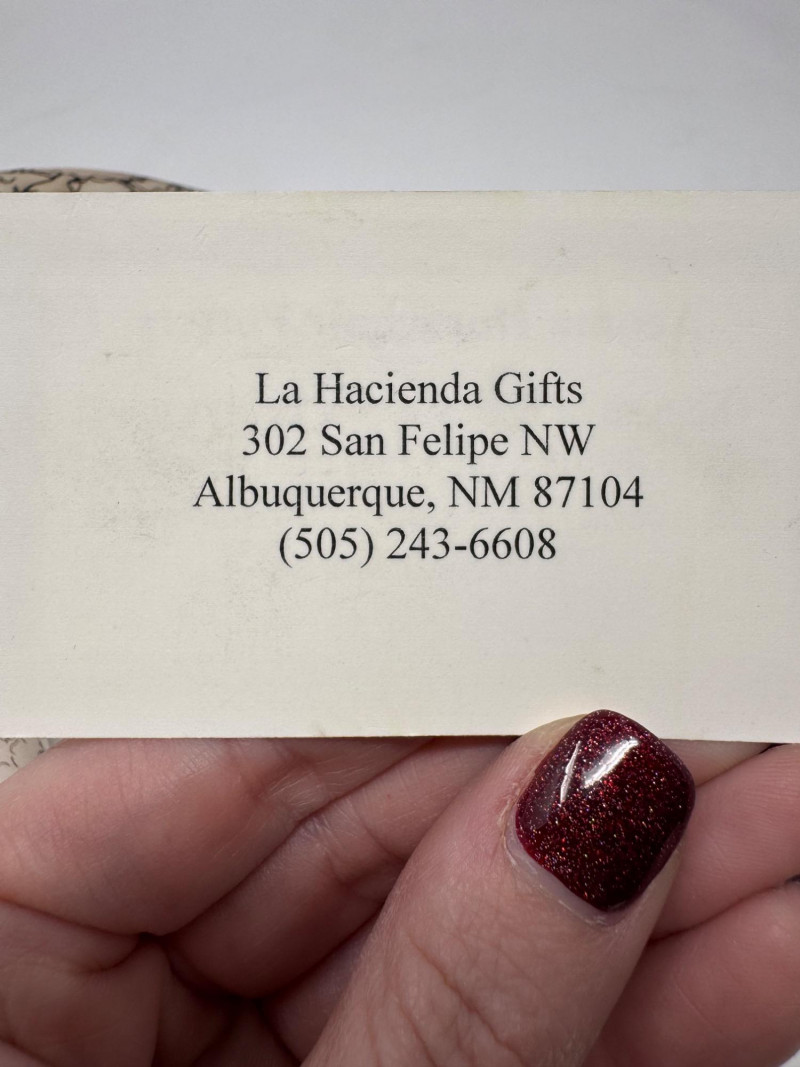 La Hacienda Gifts
302 San Felipe NW
Albuquerque, NM 87104
(505) 243-6608